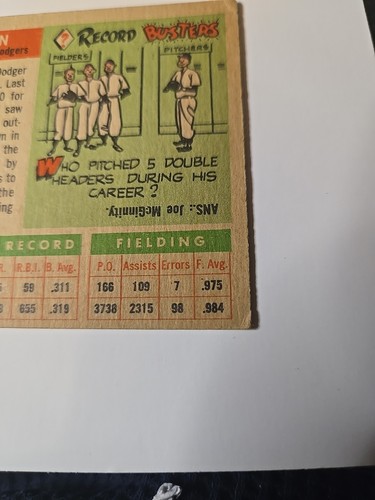 N
odgers
Dodger
. Last
0 for
saw
out-
n in
the
by
s to
the
ing
? RECORD BUSTERS
FIELDERS
PITCHERS
WHO PITCHED 5 DOUBLE
HEADERS DURING HIS
CAREER?
ANS.: Joe McGinnity.
RECORD
R. R.B.I. B. Avg.
59 .311
655 .319
FIELDING
P.O. Assists Errors F. Avg.
166 109 7 .975
3738 2315 98 .984